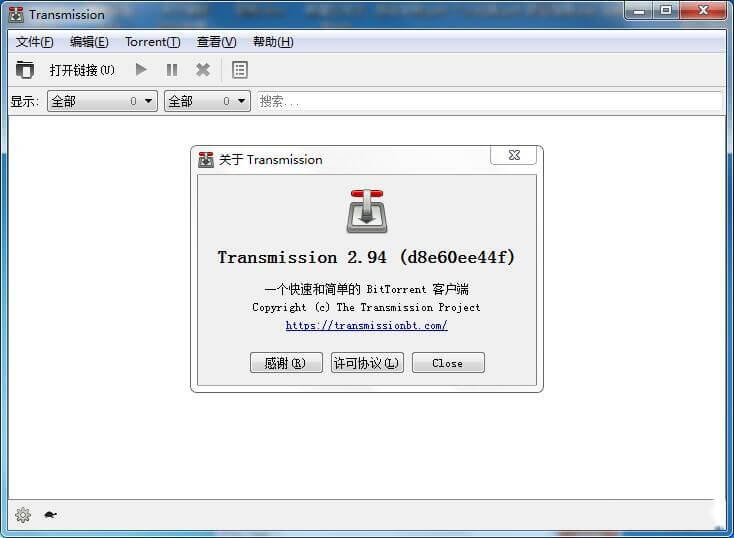 Transmission
文件(F) 编辑(E) Torrent(T) 查看(V) 帮助(H)
打开链接(U)
显示: 全部 0 全部 0 搜索...
关于 Transmission
Transmission 2.94 (d8e60ee44f)
一个快速和简单的 BitTorrent 客户端
Copyright (c) The Transmission Project
https://transmissionbt.com/
感谢(R) 许可协议(L) Close